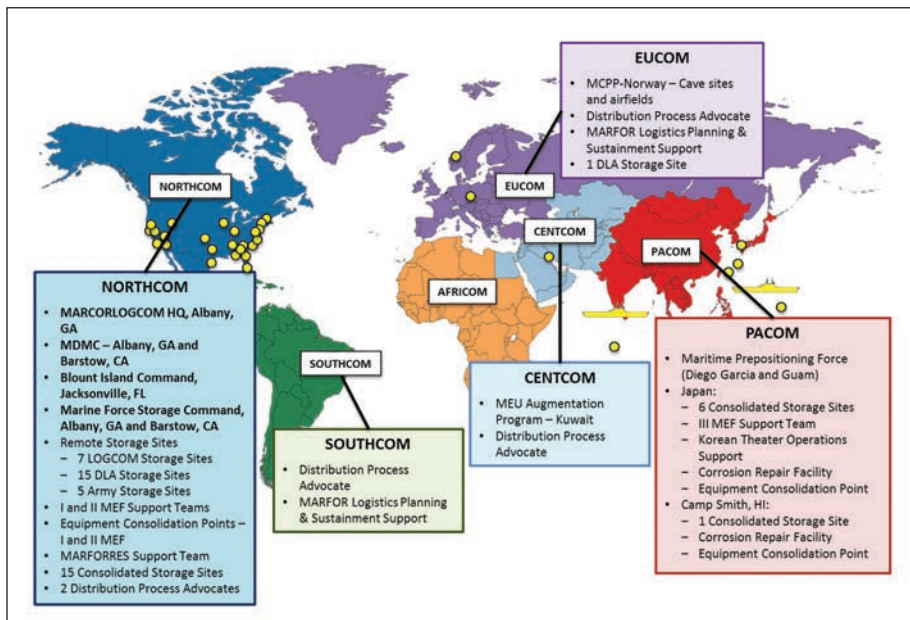 EUCOM
• MCPP-Norway – Cave sites
and airfields
• Distribution Process Advocate
• MARFOR Logistics Planning &
Sustainment Support
• 1 DLA Storage Site
NORTHCOM
EUCOM
CENTCOM
PACOM
AFRICOM
SOUTHCOM
NORTHCOM
• MARCORLOGCOM HQ, Albany,
GA
• MDMC – Albany, GA and
Barstow, CA
• Blount Island Command,
Jacksonville, FL
• Marine Force Storage Command,
Albany, GA and Barstow, CA
• Remote Storage Sites
– 7 LOGCOM Storage Sites
– 15 DLA Storage Sites
– 5 Army Storage Sites
• I and II MEF Support Teams
• Equipment Consolidation Points –
I and II MEF
• MARFORRES Support Team
• 15 Consolidated Storage Sites
• 2 Distribution Process Advocates
SOUTHCOM
• Distribution Process
Advocate
• MARFOR Logistics Planning
& Sustainment Support
CENTCOM
• MEU Augmentation
Program – Kuwait
• Distribution Process
Advocate
PACOM
• Maritime Prepositioning Force
(Diego Garcia and Guam)
• Japan:
– 6 Consolidated Storage Sites
– III MEF Support Team
– Korean Theater Operations
Support
– Corrosion Repair Facility
– Equipment Consolidation Point
• Camp Smith, HI:
– 1 Consolidated Storage Site
– Corrosion Repair Facility
– Equipment Consolidation Point